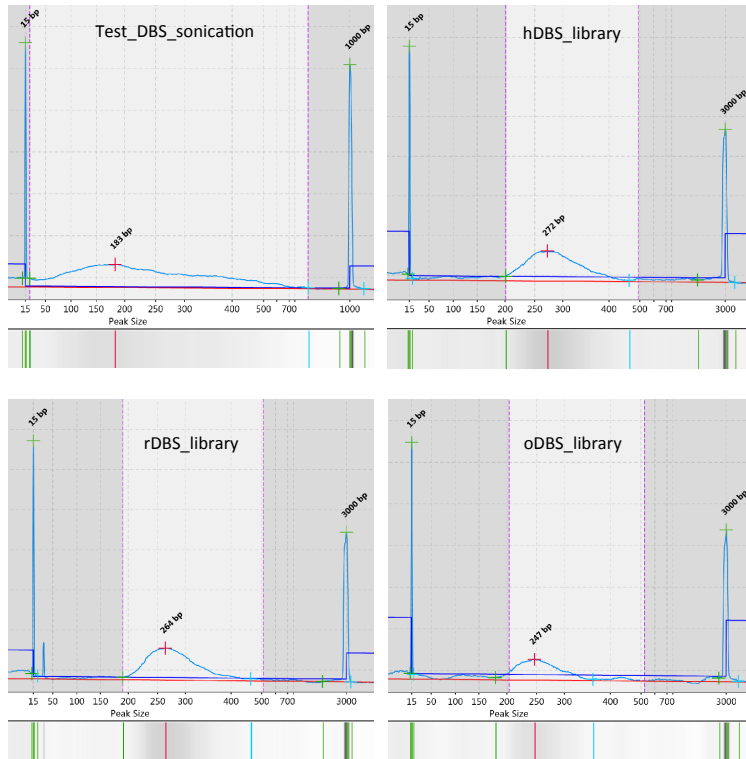 Test_DBS_sonication
15 bp
183 bp
1000 bp
15 50 100 150 200 300 400 500 700 1000
Peak Size
hDBS_library
15 bp
272 bp
3000 bp
15 50 100 150 200 250 300 400 500 700 3000
Peak Size
rDBS_library
15 bp
264 bp
3000 bp
15 50 100 150 200 300 400 500 700 3000
Peak Size
oDBS_library
15 bp
247 bp
3000 bp
15 50 100 150 200 250 300 400 500 700 3000
Peak Size